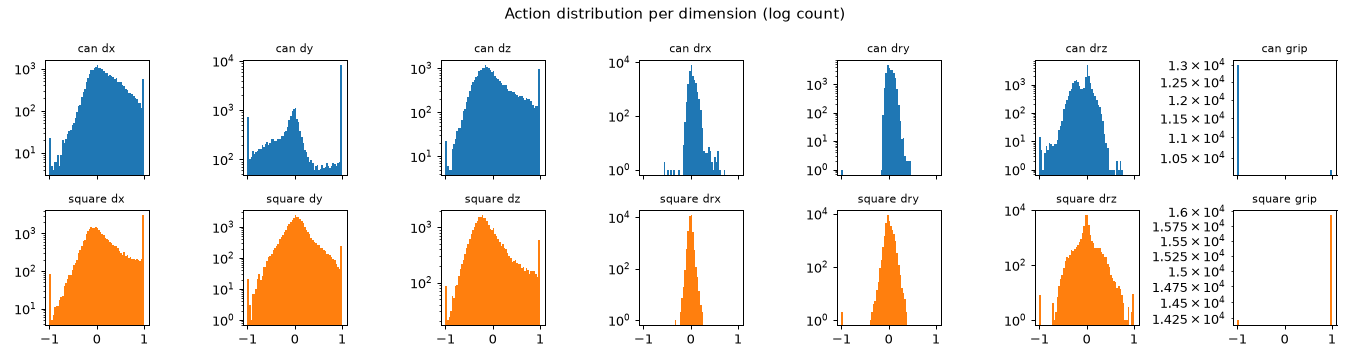 Action distribution per dimension (log count)
can dx
can dy
can dz
can drx
can dry
can drz
can grip
10^3
10^2
10^1
10^4
10^3
10^2
10^3
10^2
10^1
10^4
10^2
10^0
10^3
10^2
10^1
10^0
10^3
10^2
10^1
10^0
1.3 × 10^4
1.25 × 10^4
1.2 × 10^4
1.15 × 10^4
1.1 × 10^4
1.05 × 10^4
square dx
square dy
square dz
square drx
square dry
square drz
square grip
10^3
10^2
10^1
10^3
10^2
10^1
10^0
10^3
10^2
10^4
10^2
10^0
10^4
10^2
10^0
10^4
10^2
10^0
1.6 × 10^4
1.575 × 10^4
1.55 × 10^4
1.525 × 10^4
1.5 × 10^4
1.475 × 10^4
1.45 × 10^4
1.425 × 10^4
−1 0 1
−1 0 1
−1 0 1
−1 0 1
−1 0 1
−1 0 1
−1 0 1